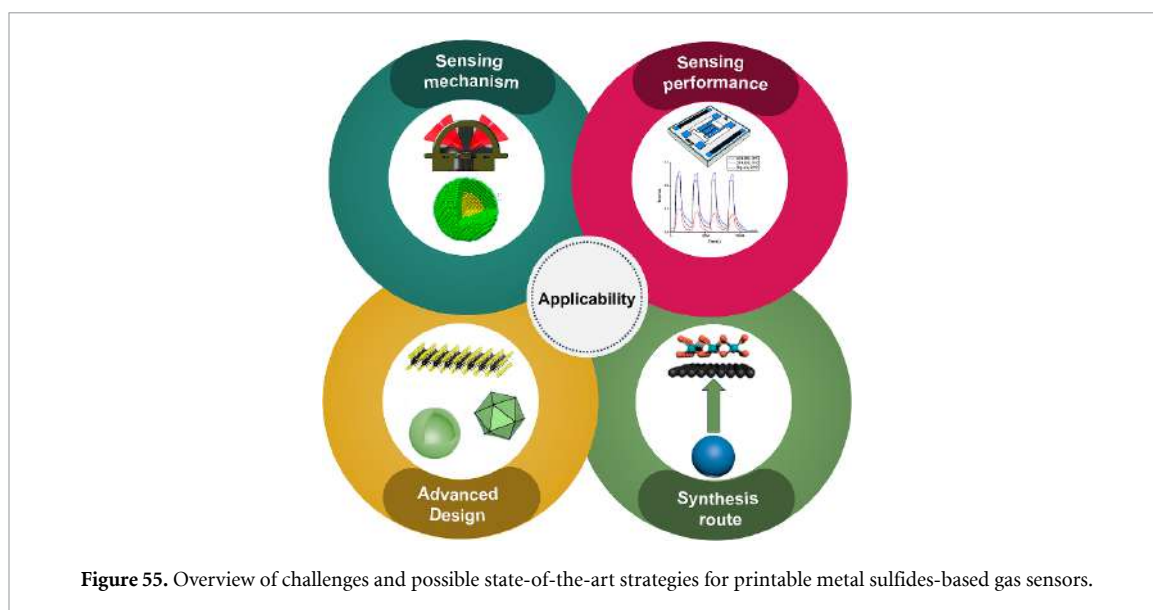 Sensing
mechanism
Sensing
performance
Applicability
Advanced
Design
Synthesis
route
Figure 55. Overview of challenges and possible state-of-the-art strategies for printable metal sulfides-based gas sensors.